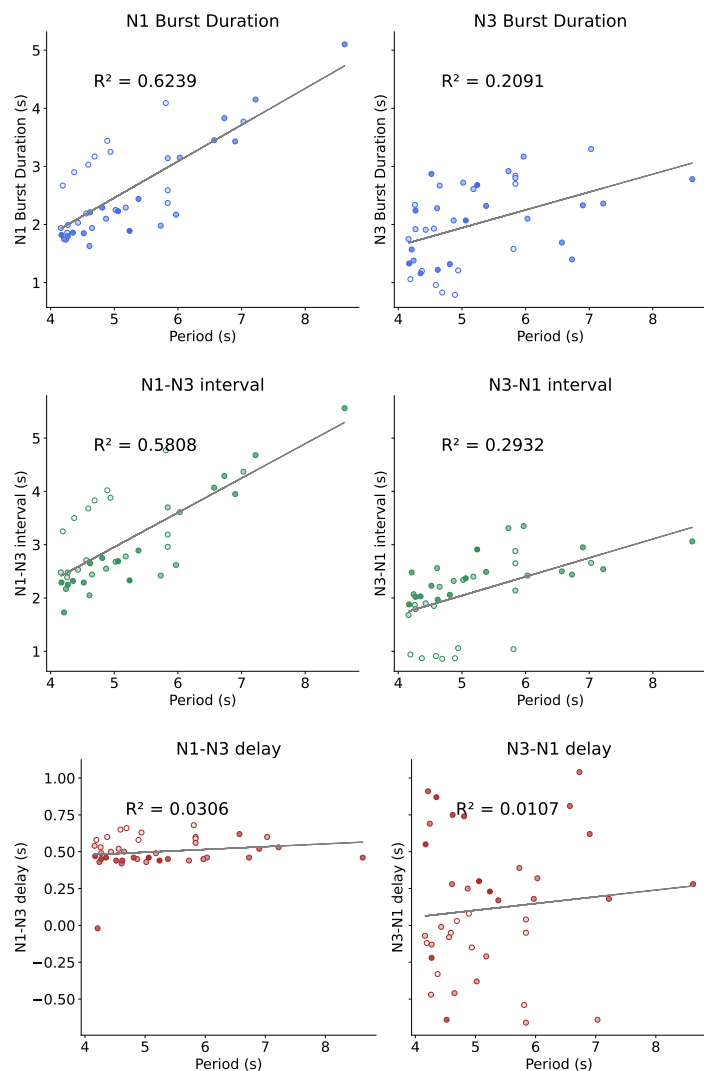 N1 Burst Duration
N3 Burst Duration
R² = 0.6239
R² = 0.2091
N1 Burst Duration (s)
N3 Burst Duration (s)
5
4
3
2
1
4 5 6 7 8
4 5 6 7 8
Period (s)
Period (s)
N1-N3 interval
N3-N1 interval
R² = 0.5808
R² = 0.2932
N1-N3 interval (s)
N3-N1 interval (s)
5
4
3
2
1
4 5 6 7 8
4 5 6 7 8
Period (s)
Period (s)
N1-N3 delay
N3-N1 delay
R² = 0.0306
R² = 0.0107
N1-N3 delay (s)
N3-N1 delay (s)
1.00
0.75
0.50
0.25
0.00
−0.25
−0.50
4 5 6 7 8
4 5 6 7 8
Period (s)
Period (s)